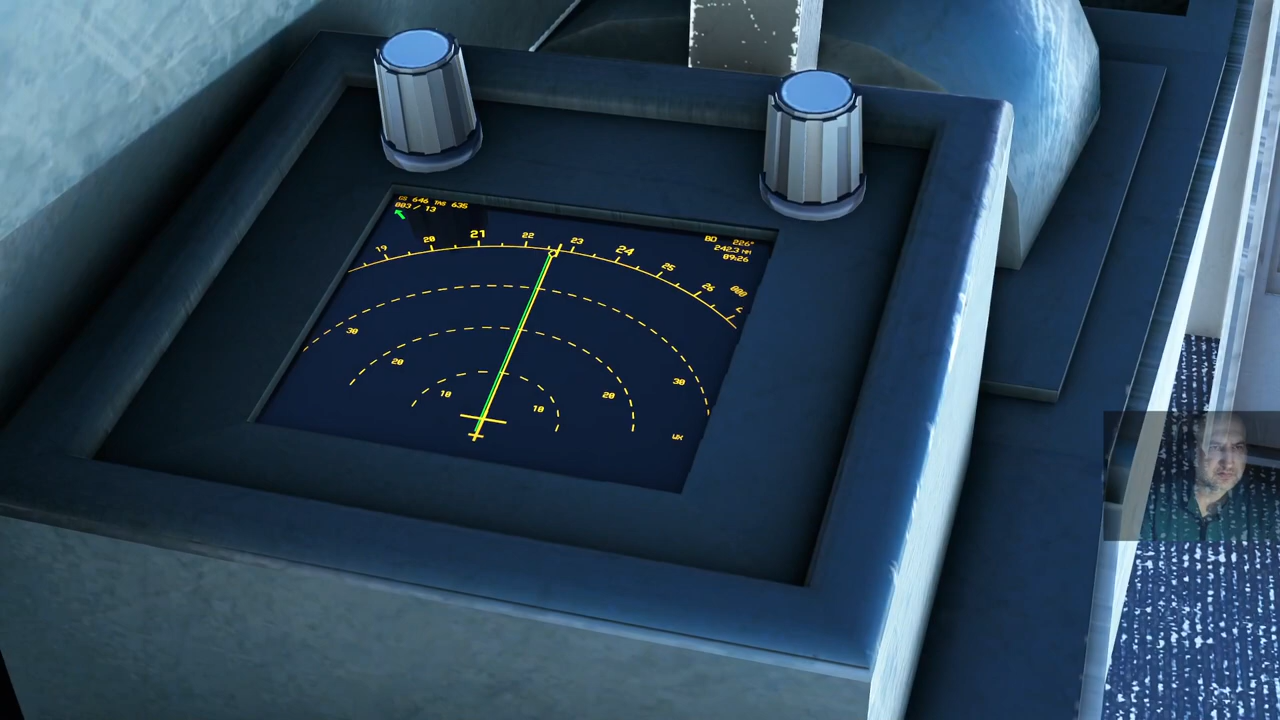 GS 646 TAS 635
003 / 13
BD 226°
242.3 NM
09:26
19 20 21 22 23 24 25 26
30 30
20 20
10 10
WX